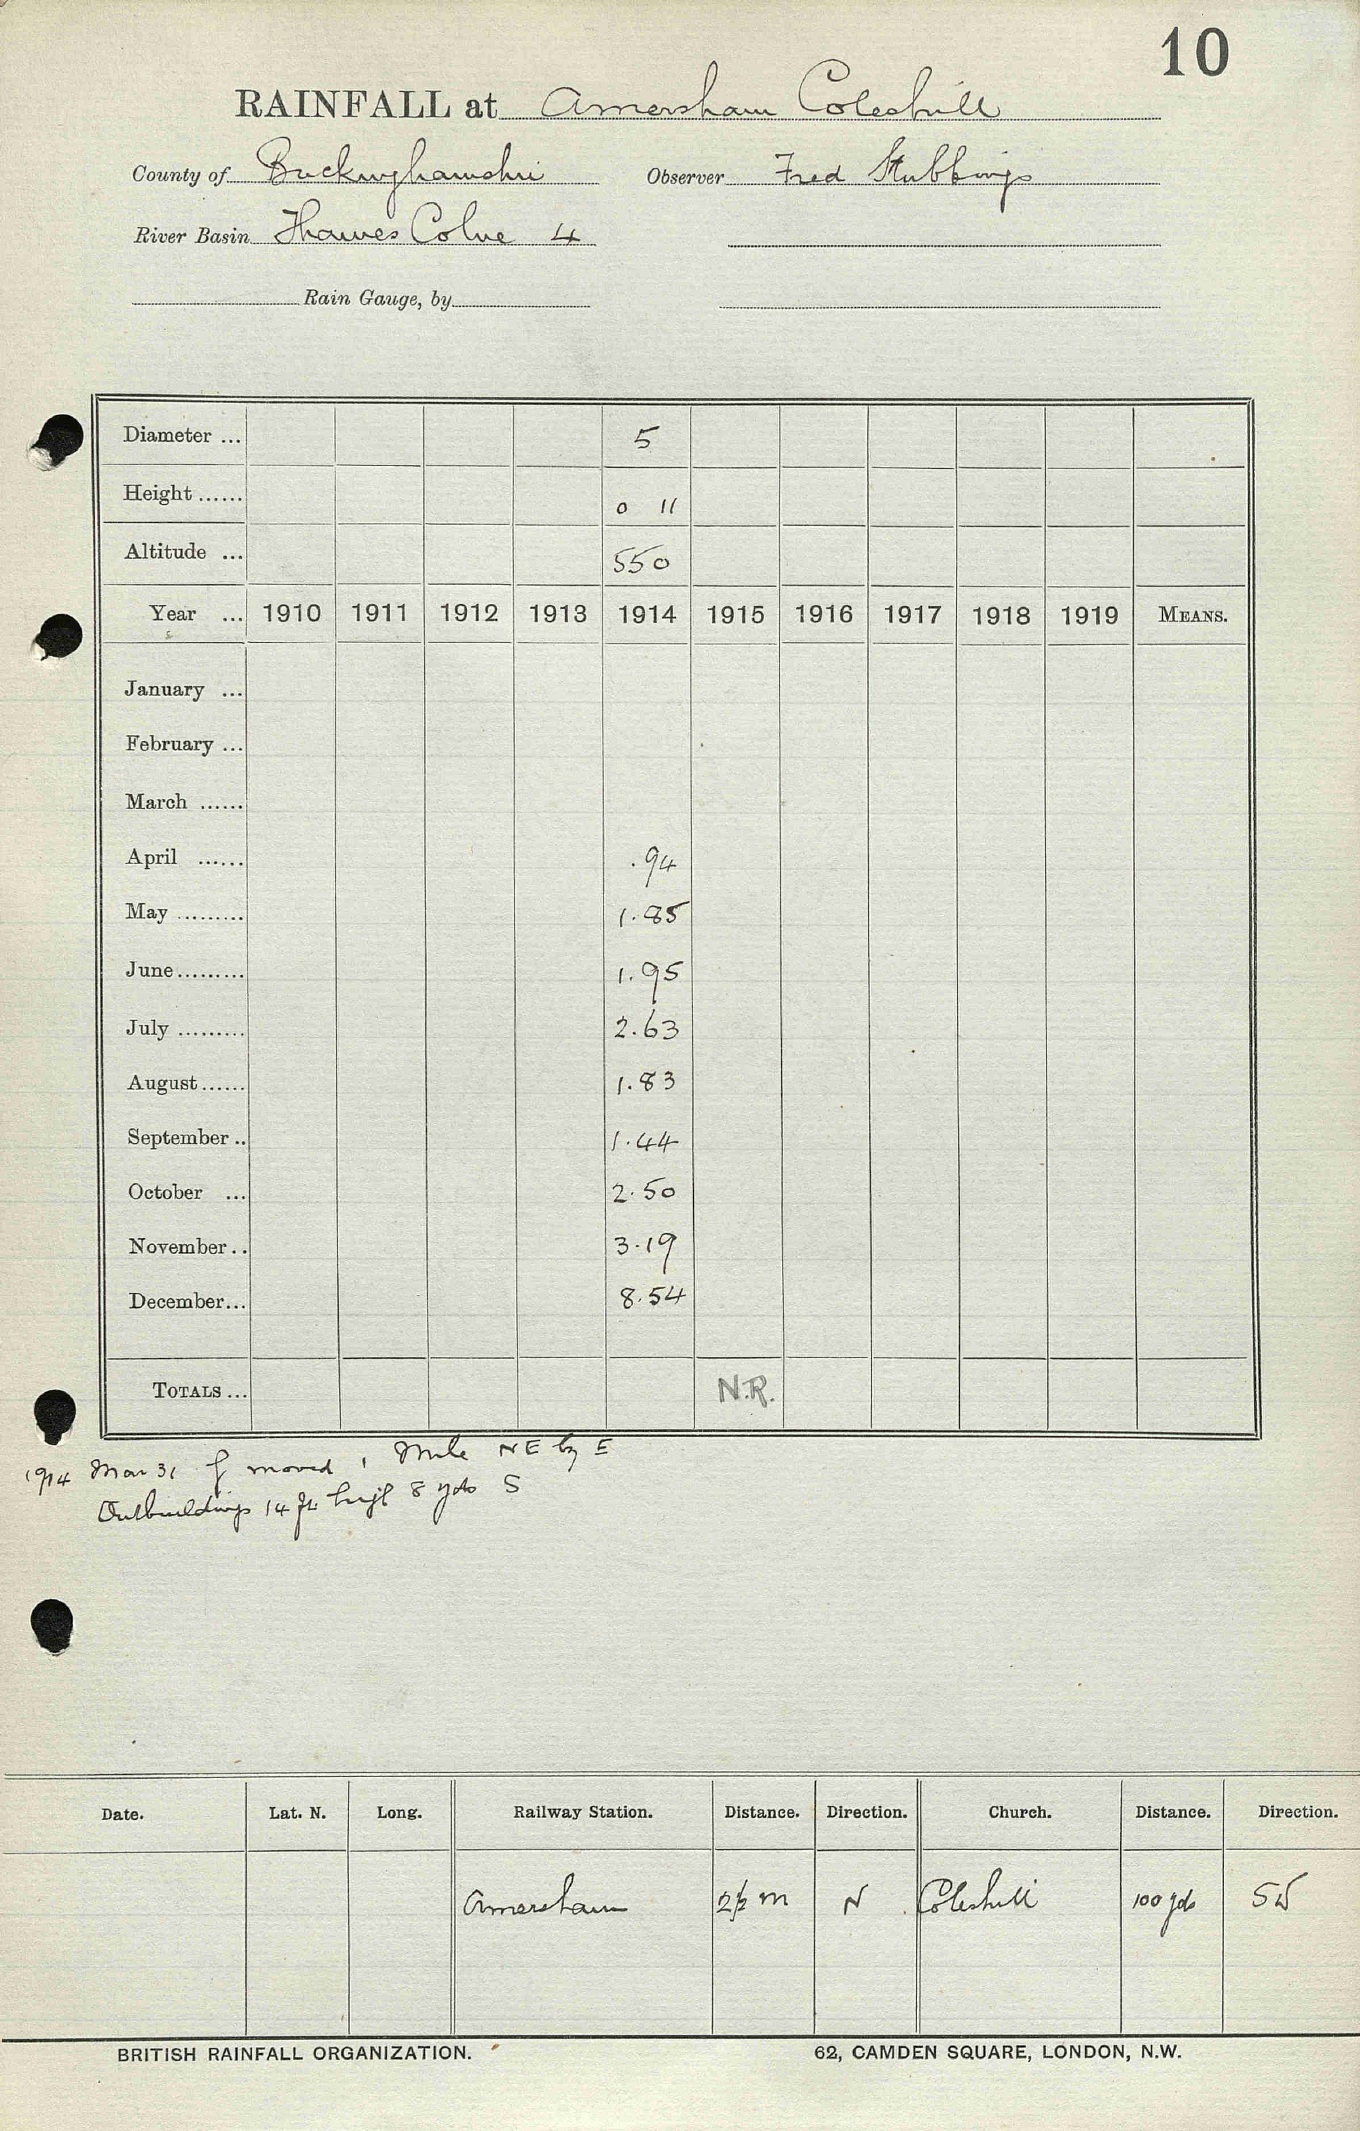 10
RAINFALL at Amersham Coleshill
County of Buckinghamshire Observer Fred Stubbings
River Basin Thames Colne 4
Rain Gauge, by
Diameter ... 5
Height ...... 0 11
Altitude ... 550
Year ... 1910 1911 1912 1913 1914 1915 1916 1917 1918 1919 MEANS.
January ...
February ...
March ......
April ...... .94
May ......... 1.85
June ......... 1.95
July ......... 2.63
August ...... 1.83
September .. 1.44
October ... 2.50
November .. 3.19
December ... 8.54
TOTALS ... N.R.
1914 Mar 31 moved 1 Mile NE by E
Outbuildings 14 ft high 8 yds S
Date. Lat. N. Long. Railway Station. Distance. Direction. Church. Distance. Direction.
Amersham 2½ m N Coleshill 100 yds SW
BRITISH RAINFALL ORGANIZATION. 62, CAMDEN SQUARE, LONDON, N.W.